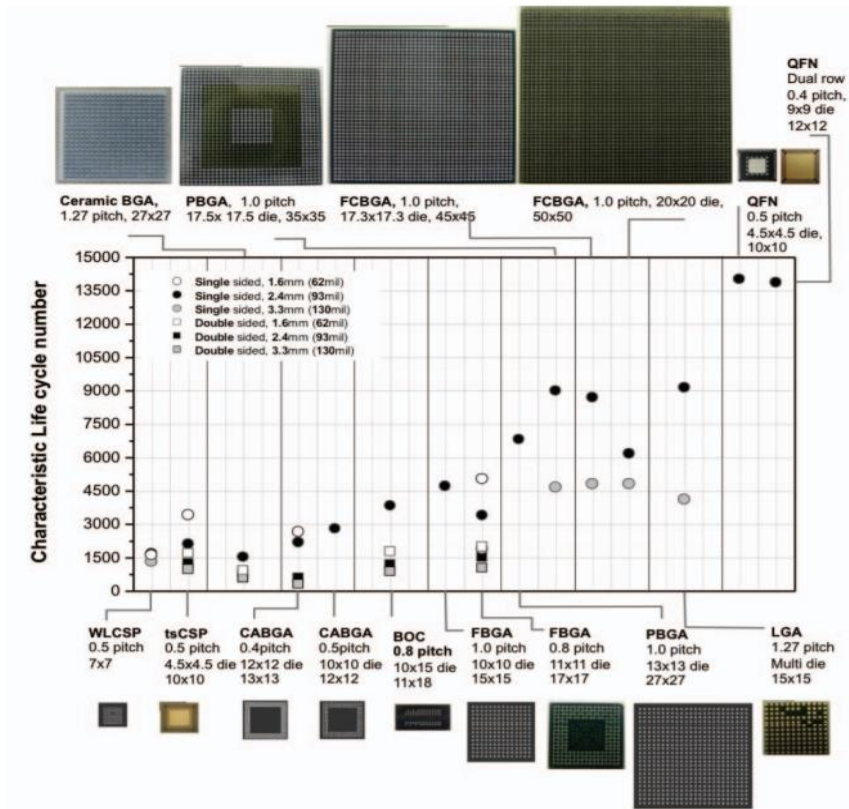 QFN
Dual row
0.4 pitch,
9x9 die
12x12
Ceramic BGA,
1.27 pitch, 27x27
PBGA, 1.0 pitch
17.5x 17.5 die, 35x35
FCBGA, 1.0 pitch,
17.3x17.3 die, 45x45
FCBGA, 1.0 pitch, 20x20 die,
50x50
QFN
0.5 pitch
4.5x4.5 die,
10x10
Characteristic Life cycle number
15000
13500
12000
10500
9000
7500
6000
4500
3000
1500
0
Single sided, 1.6mm (62mil)
Single sided, 2.4mm (93mil)
Single sided, 3.3mm (130mil)
Double sided, 1.6mm (62mil)
Double sided, 2.4mm (93mil)
Double sided, 3.3mm (130mil)
WLCSP
0.5 pitch
7x7
tsCSP
0.5 pitch
4.5x4.5 die
10x10
CABGA
0.4pitch
12x12 die
13x13
CABGA
0.5pitch
10x10 die
12x12
BOC
0.8 pitch
10x15 die
11x18
FBGA
1.0 pitch
10x10 die
15x15
FBGA
0.8 pitch
11x11 die
17x17
PBGA
1.0 pitch
13x13 die
27x27
LGA
1.27 pitch
Multi die
15x15